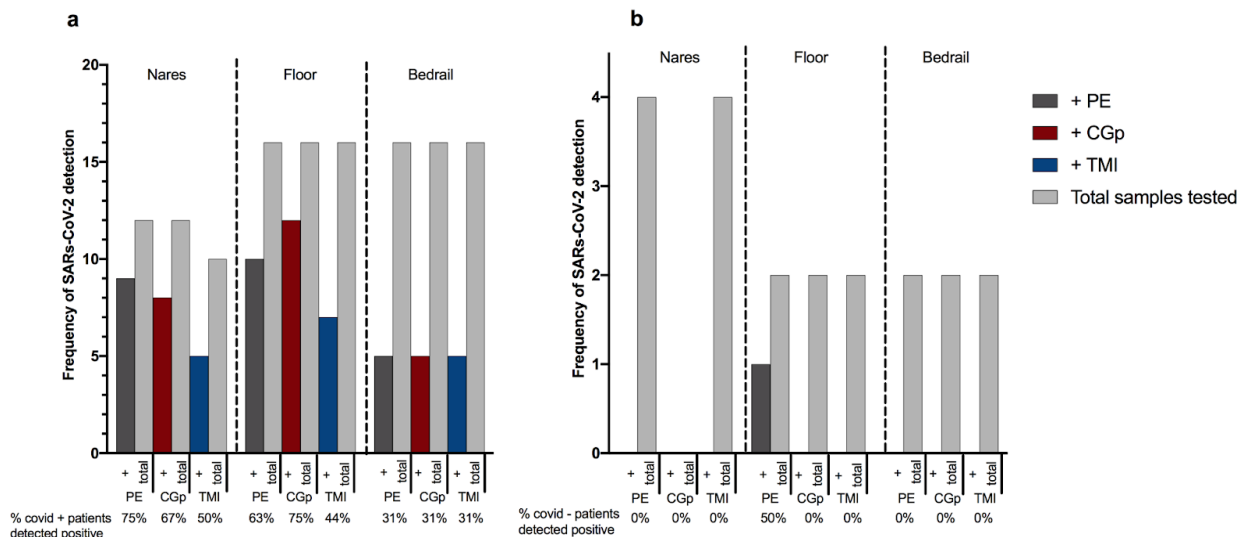 a
Nares
Floor
Bedrail
Frequency of SARs-CoV-2 detection
20
15
10
5
0
+ total + total + total + total + total + total + total + total + total
PE CGp TMI PE CGp TMI PE CGp TMI
% covid + patients
detected positive
75% 67% 50% 63% 75% 44% 31% 31% 31%
b
Nares
Floor
Bedrail
Frequency of SARs-CoV-2 detection
4
3
2
1
0
+ total + total + total + total + total + total + total + total + total
PE CGp TMI PE CGp TMI PE CGp TMI
% covid - patients
detected positive
0% 0% 0% 50% 0% 0% 0% 0% 0%
+ PE
+ CGp
+ TMI
Total samples tested